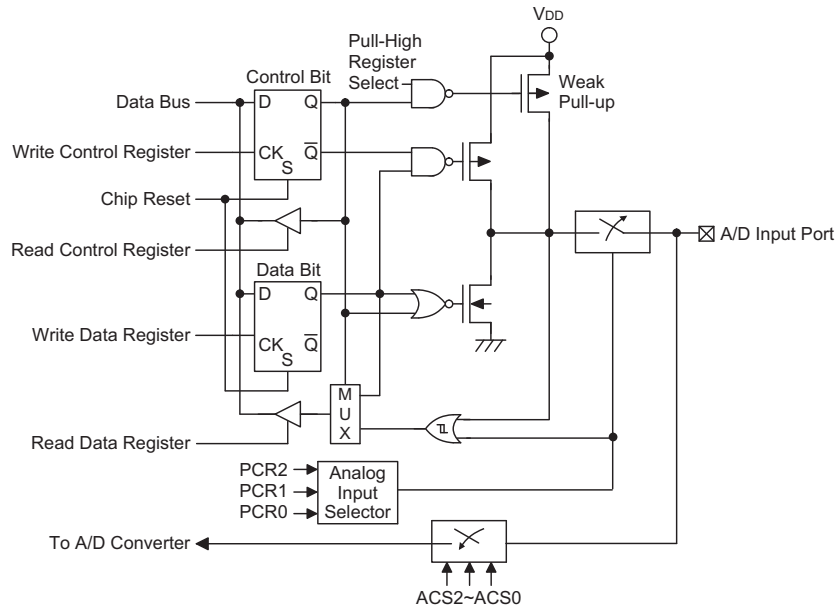 VDD
Pull-High
Register
Select
Weak
Pull-up
Control Bit
Data Bus
D
Q
Write Control Register
CK
Q
S
Chip Reset
Read Control Register
Data Bit
D
Q
Write Data Register
CK
Q
S
A/D Input Port
M
U
X
Read Data Register
PCR2
PCR1
PCR0
Analog
Input
Selector
To A/D Converter
ACS2~ACS0